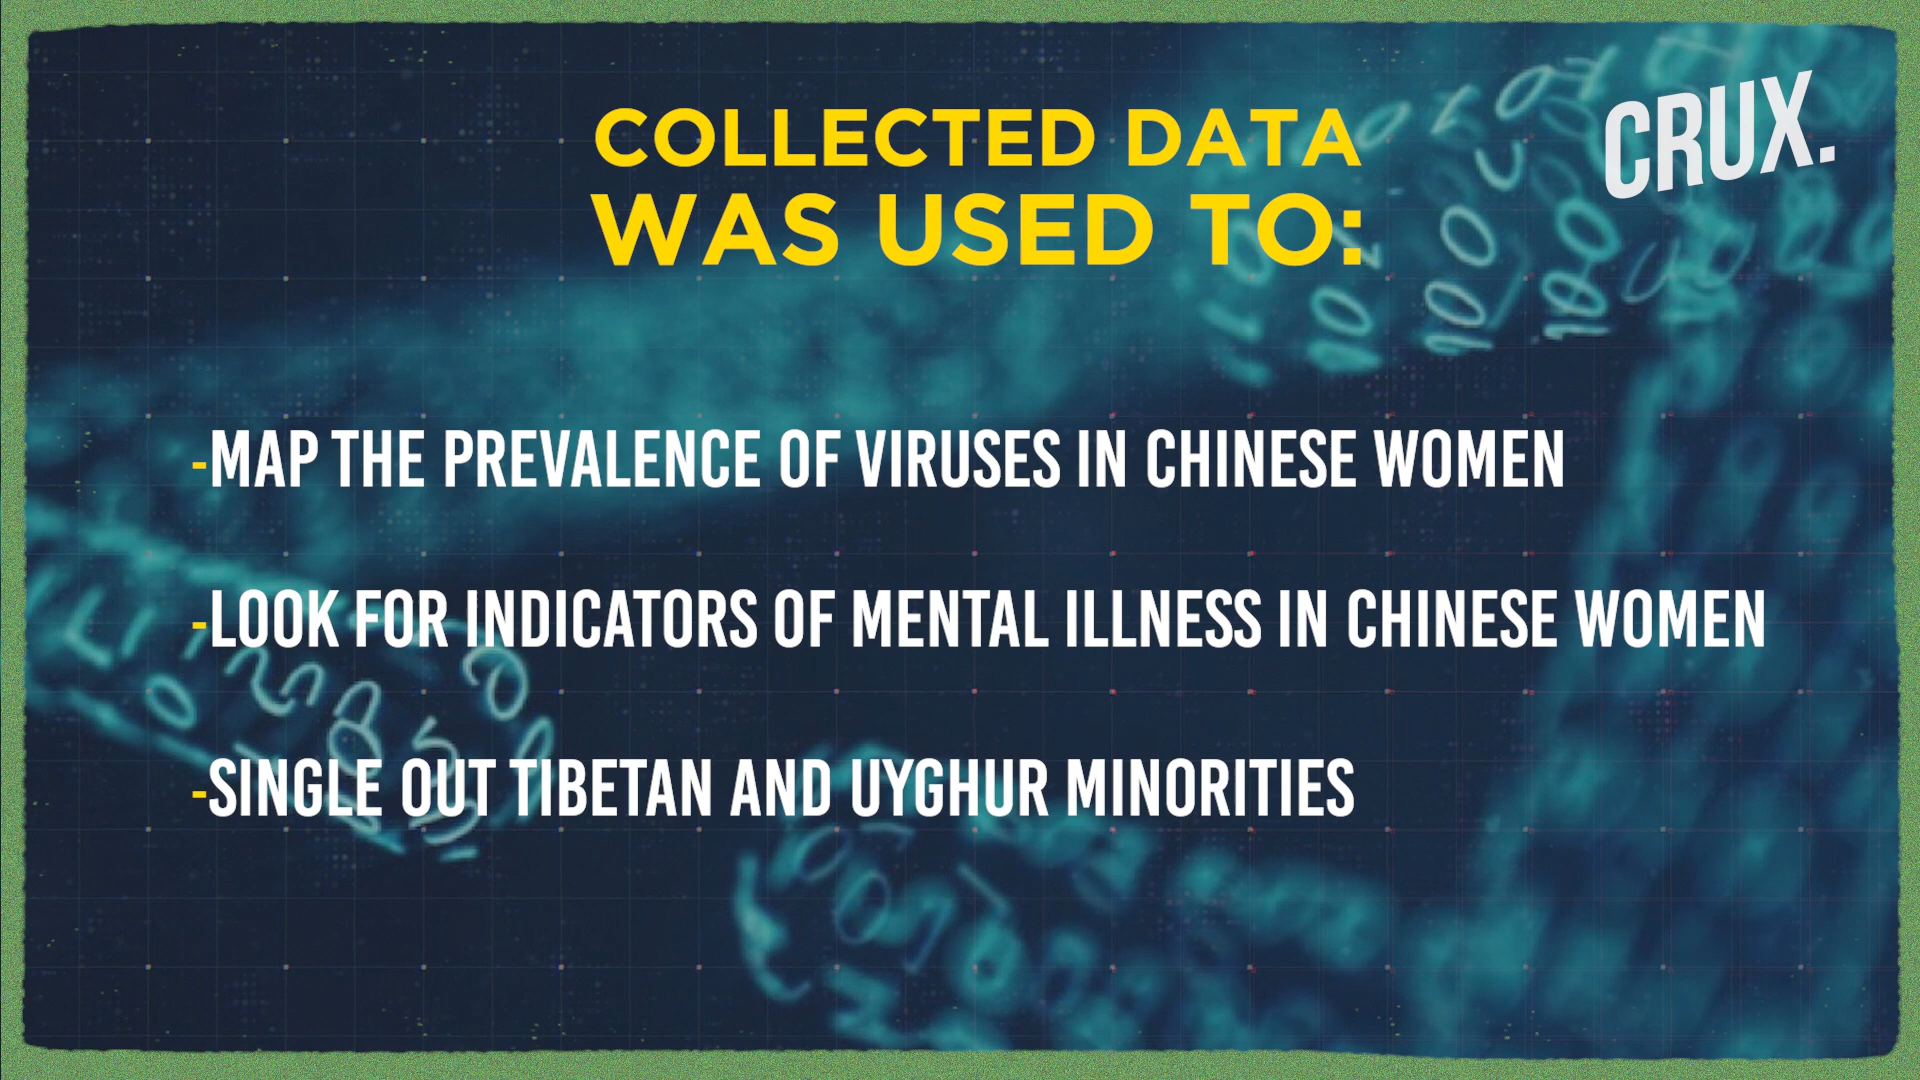 COLLECTED DATA
WAS USED TO:
CRUX.
-MAP THE PREVALENCE OF VIRUSES IN CHINESE WOMEN
-LOOK FOR INDICATORS OF MENTAL ILLNESS IN CHINESE WOMEN
-SINGLE OUT TIBETAN AND UYGHUR MINORITIES